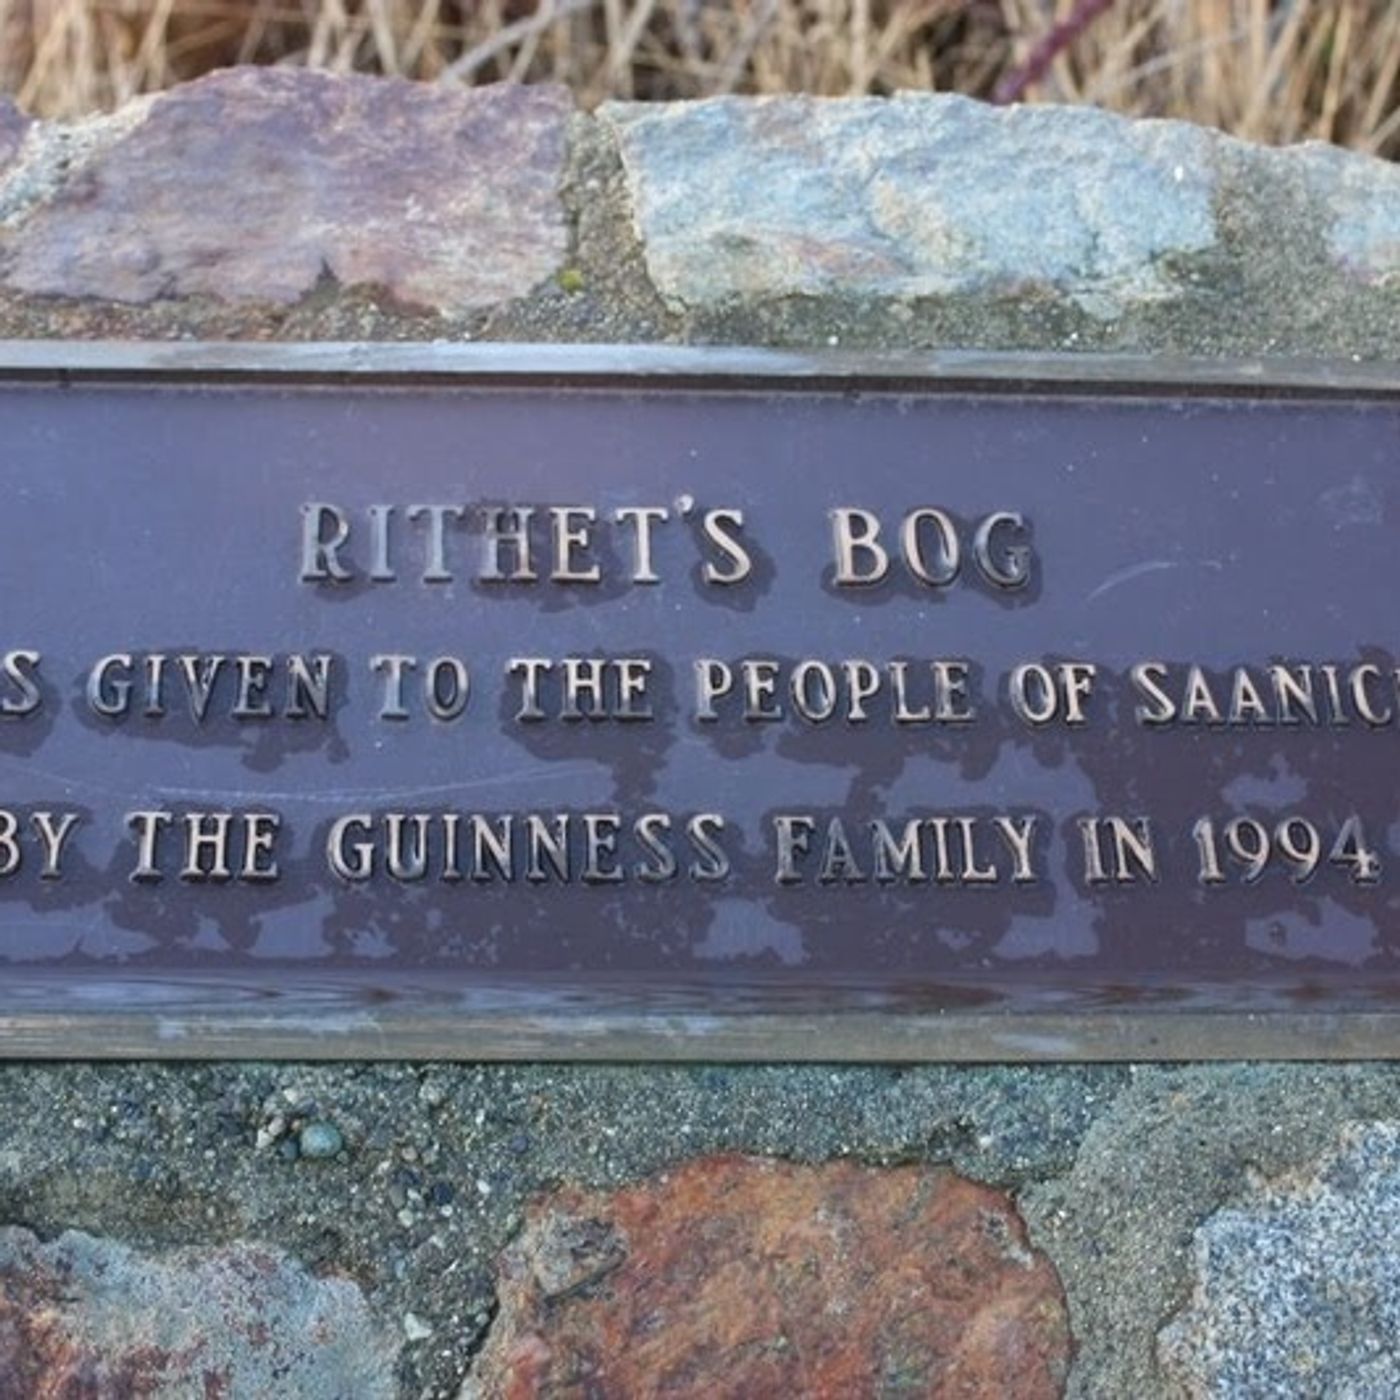 RITHET'S BOG
S GIVEN TO THE PEOPLE OF SAANIC
BY THE GUINNESS FAMILY IN 1994